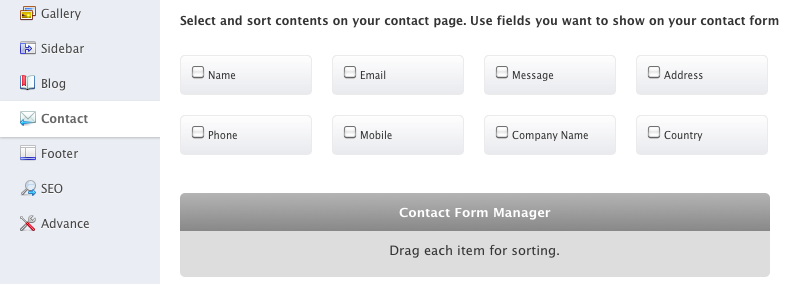 Gallery
Sidebar
Blog
Contact
Footer
SEO
Advance
Select and sort contents on your contact page. Use fields you want to show on your contact form
Name
Email
Message
Address
Phone
Mobile
Company Name
Country
Contact Form Manager
Drag each item for sorting.